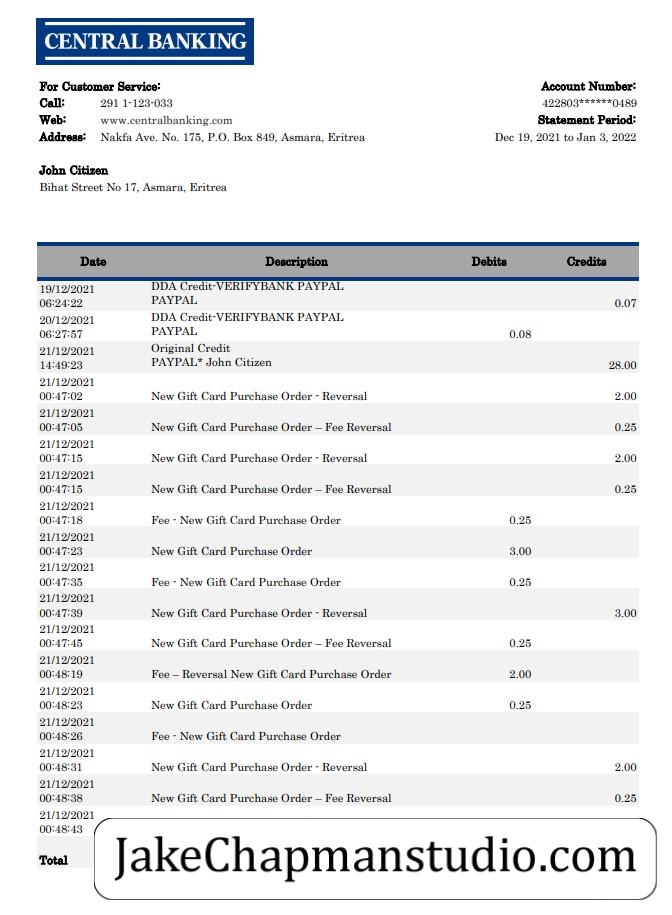 CENTRAL BANKING
For Customer Service:
Call: 291 1-123-033
Web: www.centralbanking.com
Address: Nakfa Ave. No. 175, P.O. Box 849, Asmara, Eritrea
Account Number:
422803******0489
Statement Period:
Dec 19, 2021 to Jan 3, 2022
John Citizen
Bihat Street No 17, Asmara, Eritrea
Date Description Debits Credits
19/12/2021 DDA Credit-VERIFYBANK PAYPAL
06:24:22 PAYPAL 0.07
20/12/2021 DDA Credit-VERIFYBANK PAYPAL
06:27:57 PAYPAL 0.08
21/12/2021 Original Credit
14:49:23 PAYPAL* John Citizen 28.00
21/12/2021
00:47:02 New Gift Card Purchase Order - Reversal 2.00
21/12/2021
00:47:05 New Gift Card Purchase Order – Fee Reversal 0.25
21/12/2021
00:47:15 New Gift Card Purchase Order - Reversal 2.00
21/12/2021
00:47:15 New Gift Card Purchase Order – Fee Reversal 0.25
21/12/2021
00:47:18 Fee - New Gift Card Purchase Order 0.25
21/12/2021
00:47:23 New Gift Card Purchase Order 3.00
21/12/2021
00:47:35 Fee - New Gift Card Purchase Order 0.25
21/12/2021
00:47:39 New Gift Card Purchase Order - Reversal 3.00
21/12/2021
00:47:45 New Gift Card Purchase Order – Fee Reversal 0.25
21/12/2021
00:48:19 Fee – Reversal New Gift Card Purchase Order 2.00
21/12/2021
00:48:23 New Gift Card Purchase Order 0.25
21/12/2021
00:48:26 Fee - New Gift Card Purchase Order
21/12/2021
00:48:31 New Gift Card Purchase Order - Reversal 2.00
21/12/2021
00:48:38 New Gift Card Purchase Order – Fee Reversal 0.25
21/12/2021
00:48:43
Total
JakeChapmanstudio.com